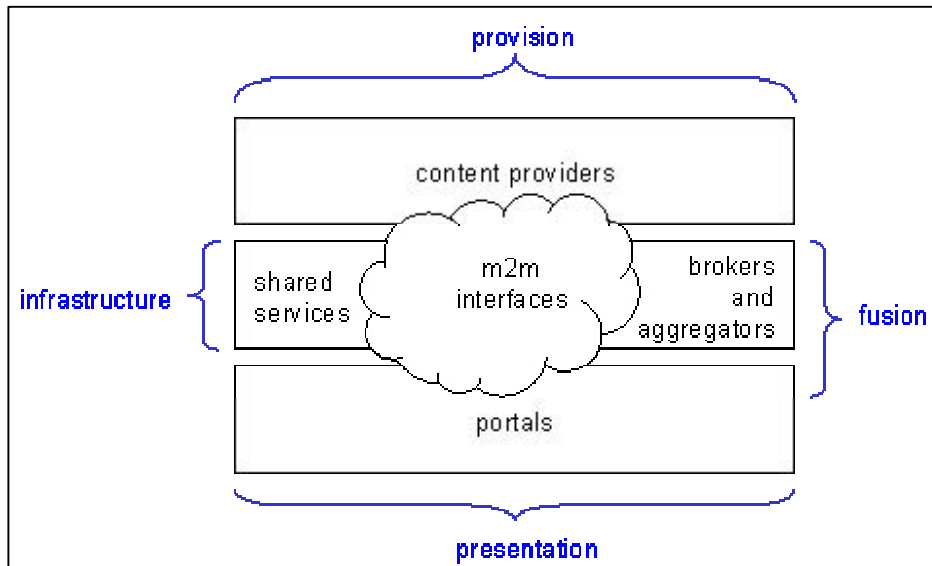 provision
content providers
infrastructure
shared
services
m2m
interfaces
brokers
and
aggregators
fusion
portals
presentation